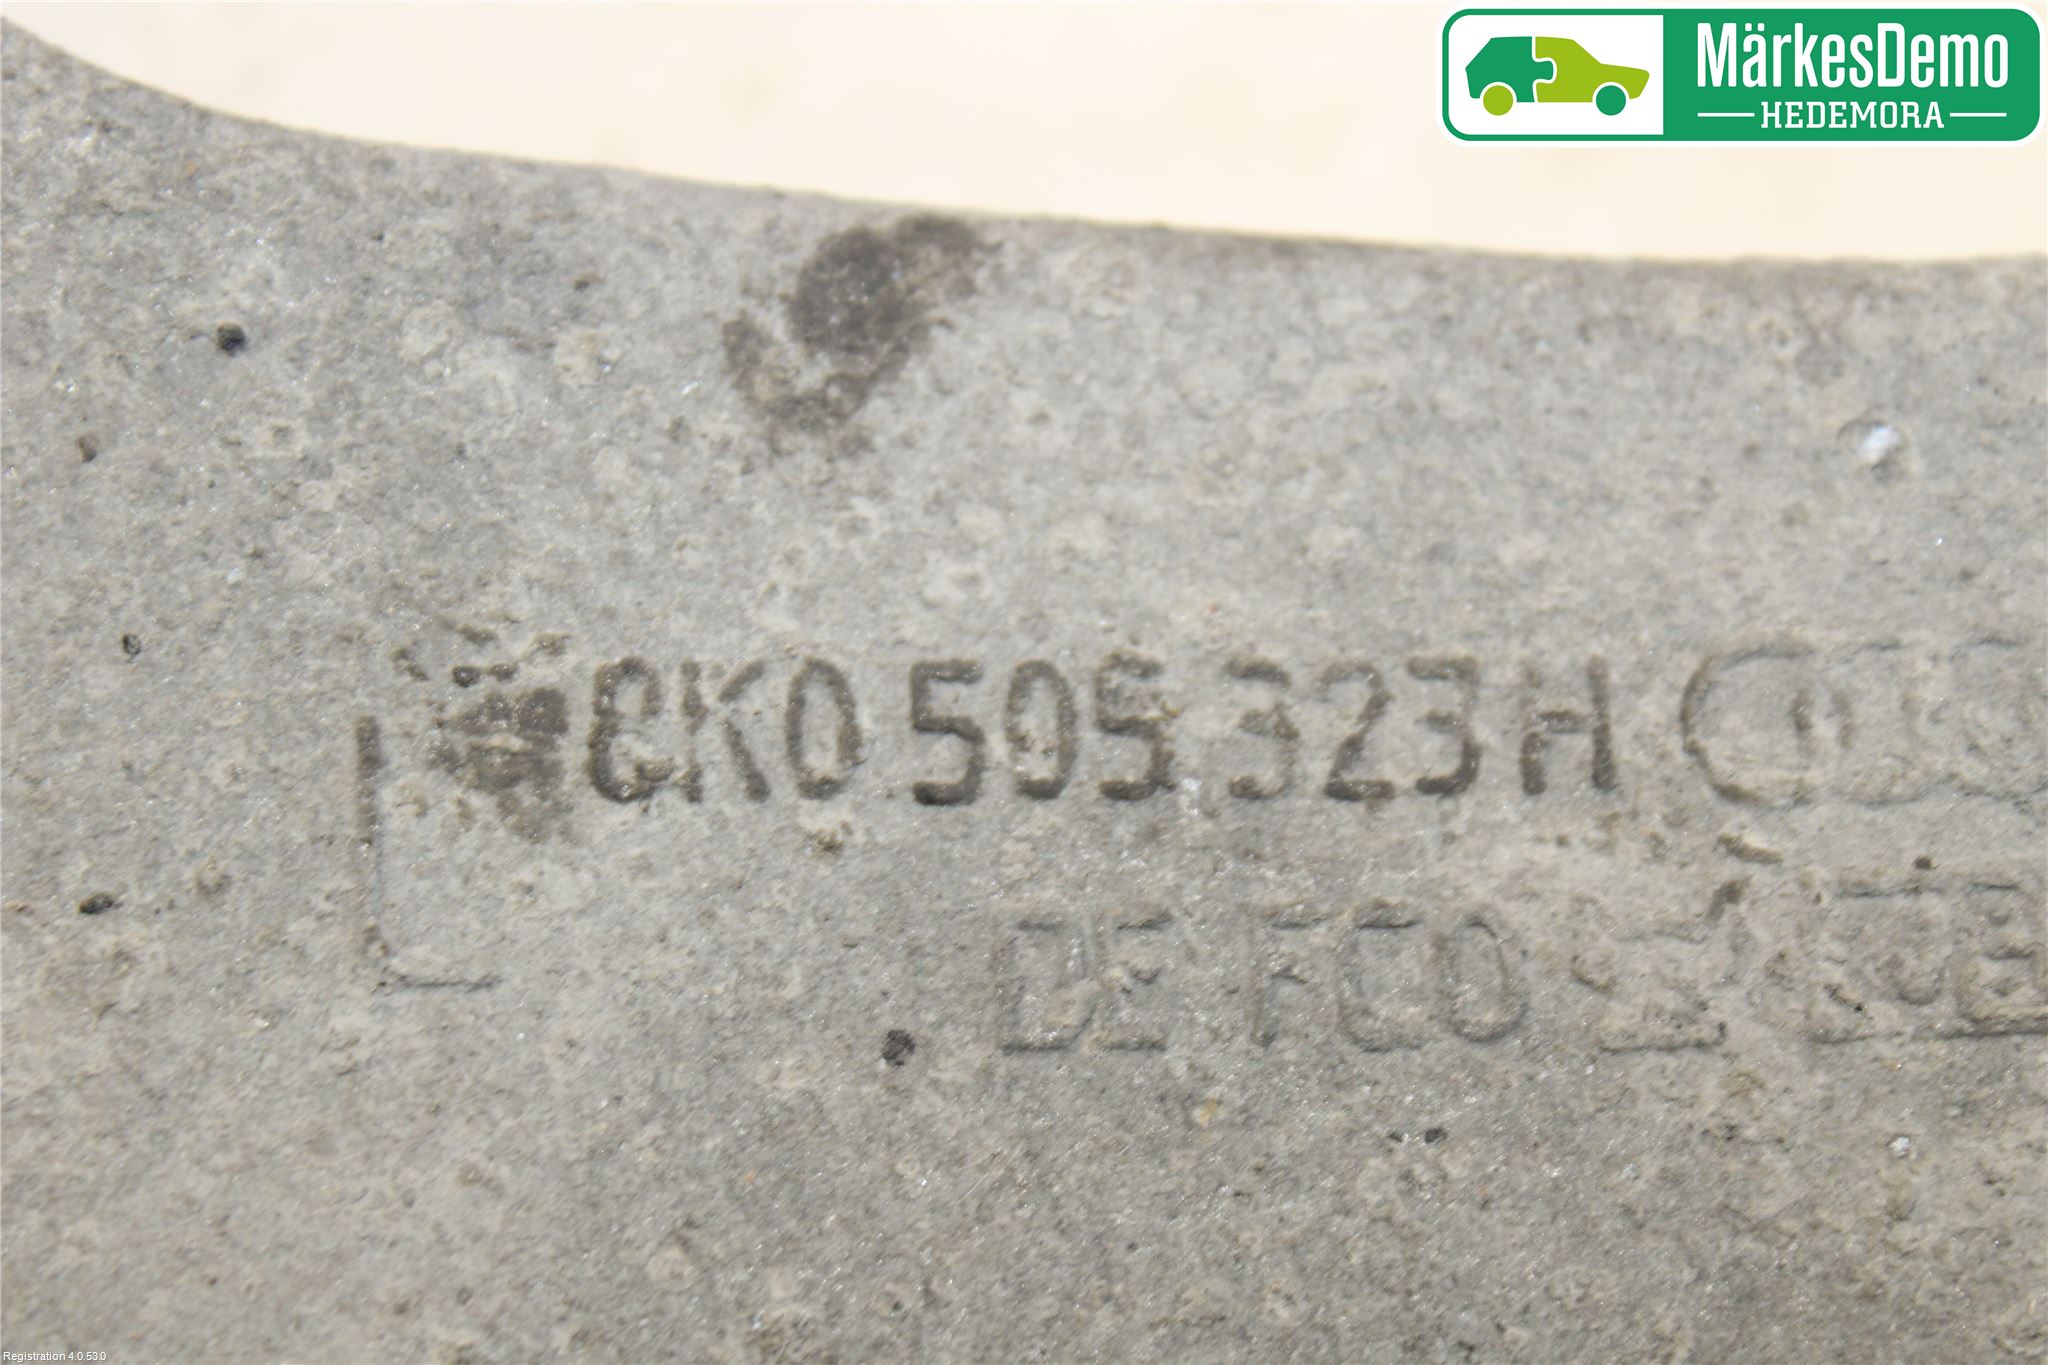 MärkesDemo
HEDEMORA
8K0 505 323 H
DE FCO
Registration 4.0.53.0